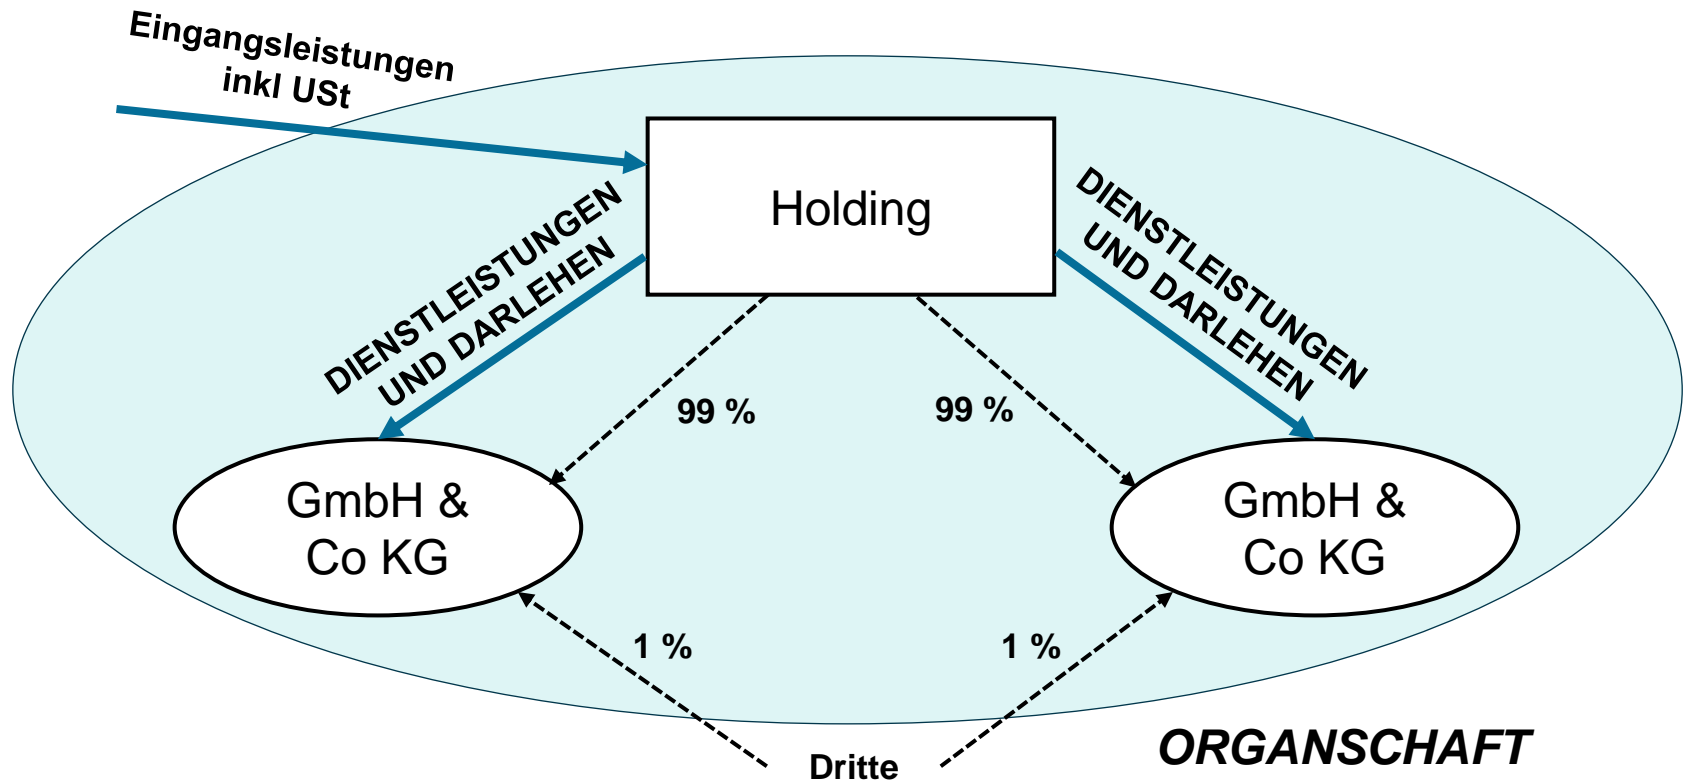 Eingangsleistungen
inkl USt
Holding
DIENSTLEISTUNGEN
UND DARLEHEN
DIENSTLEISTUNGEN
UND DARLEHEN
99 %
99 %
GmbH &
Co KG
GmbH &
Co KG
1 %
1 %
Dritte
ORGANSCHAFT